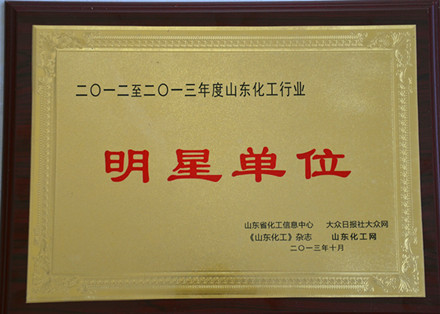 二〇一二至二〇一三年度山东化工行业
明星单位
山东省化工信息中心 大众日报社大众网
《山东化工》杂志 山东化工网
二〇一三年十月